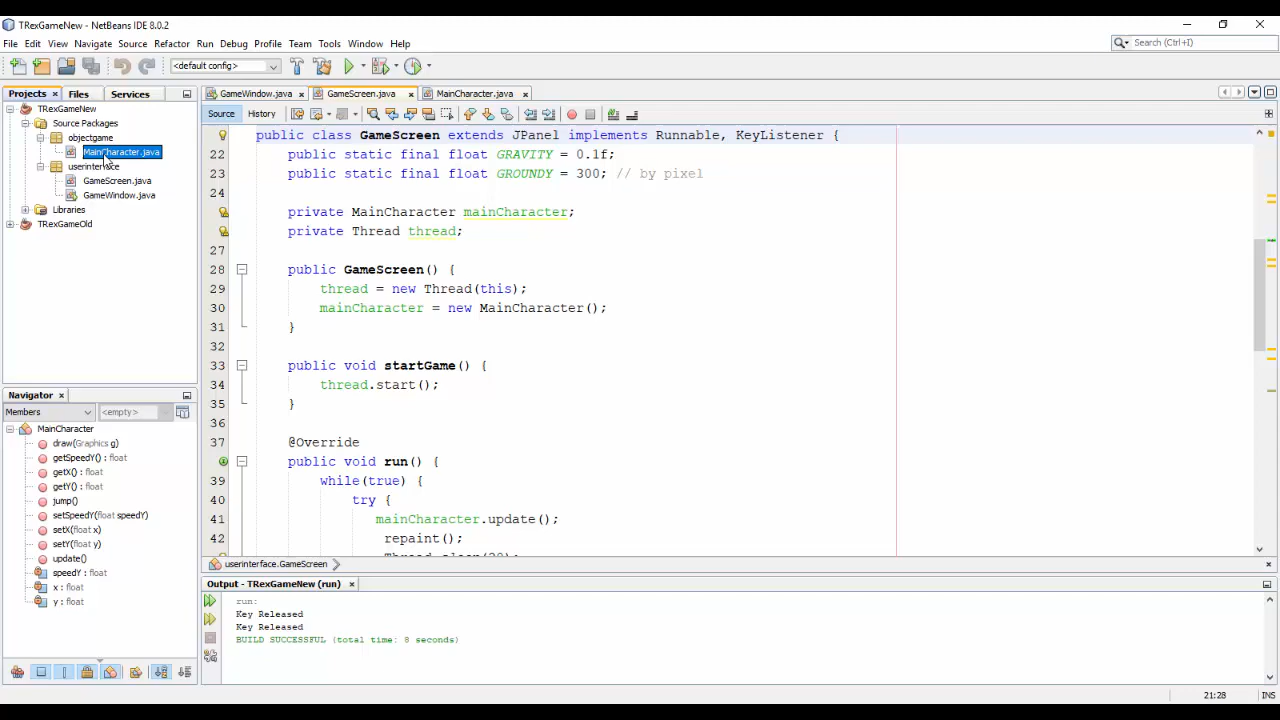 TRexGameNew - NetBeans IDE 8.0.2
File Edit View Navigate Source Refactor Run Debug Profile Team Tools Window Help
Search (Ctrl+I)
<default config>
Projects Files Services
TRexGameNew
Source Packages
objectgame
MainCharacter.java
userinterface
GameScreen.java
GameWindow.java
Libraries
TRexGameOld
Navigator
Members <empty>
MainCharacter
draw(Graphics g)
getSpeedY() : float
getX() : float
getY() : float
jump()
setSpeedY(float speedY)
setX(float x)
setY(float y)
update()
speedY : float
x : float
y : float
GameWindow.java GameScreen.java MainCharacter.java
Source History
public class GameScreen extends JPanel implements Runnable, KeyListener {
22 public static final float GRAVITY = 0.1f;
23 public static final float GROUNDY = 300; // by pixel
24
private MainCharacter mainCharacter;
private Thread thread;
27
28 public GameScreen() {
29 thread = new Thread(this);
30 mainCharacter = new MainCharacter();
31 }
32
33 public void startGame() {
34 thread.start();
35 }
36
37 @Override
public void run() {
39 while(true) {
40 try {
41 mainCharacter.update();
42 repaint();
Thread.sleep(20);
userinterface.GameScreen
Output - TRexGameNew (run)
run:
Key Released
Key Released
BUILD SUCCESSFUL (total time: 8 seconds)
21:28 INS